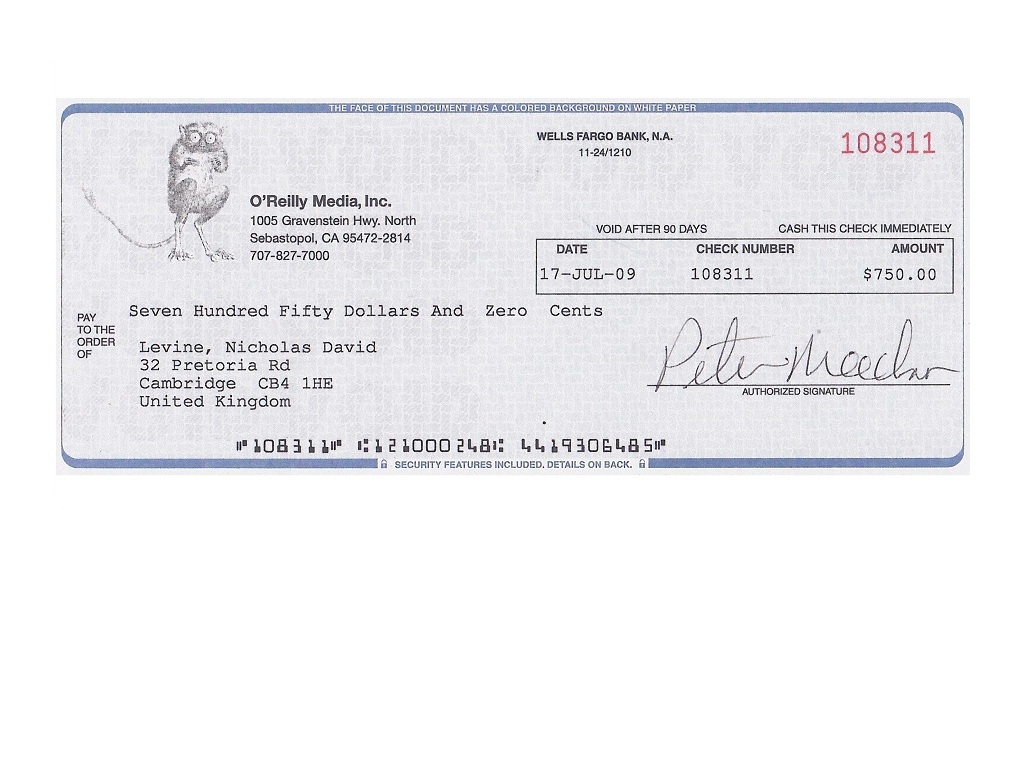 THE FACE OF THIS DOCUMENT HAS A COLORED BACKGROUND ON WHITE PAPER
WELLS FARGO BANK, N.A.
11-24/1210
108311
O'Reilly Media, Inc.
1005 Gravenstein Hwy. North
Sebastopol, CA 95472-2814
707-827-7000
VOID AFTER 90 DAYS CASH THIS CHECK IMMEDIATELY
DATE CHECK NUMBER AMOUNT
17-JUL-09 108311 $750.00
Seven Hundred Fifty Dollars And Zero Cents
PAY
TO THE
ORDER
OF
Levine, Nicholas David
32 Pretoria Rd
Cambridge CB4 1HE
United Kingdom
Peter Meechan
AUTHORIZED SIGNATURE
⑈108311⑈ ⑆121000248⑆ 4419306485⑈
SECURITY FEATURES INCLUDED. DETAILS ON BACK.